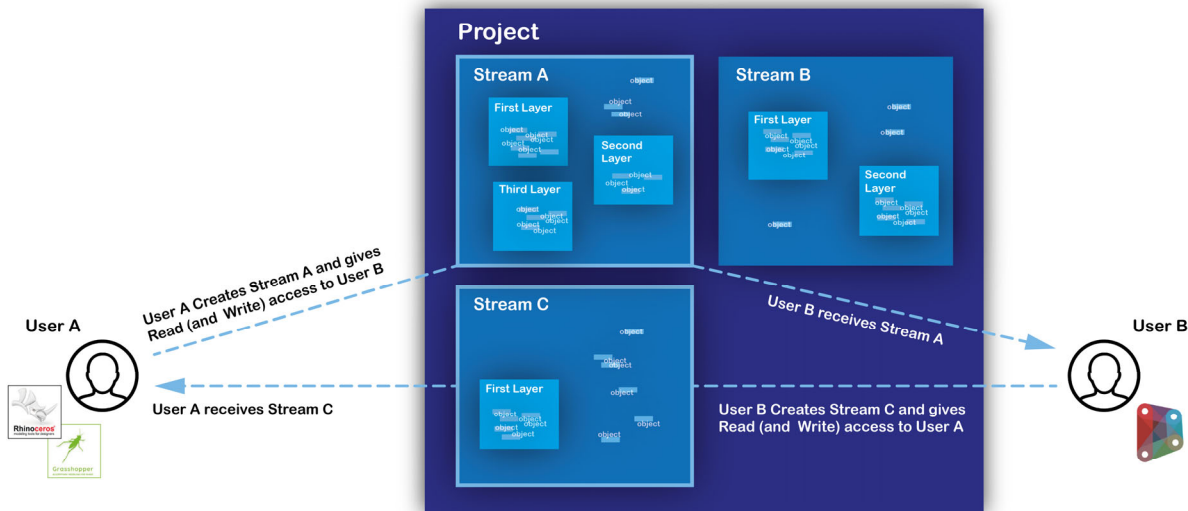 Project
Stream A
object
object
object
First Layer
object
object
object
object
Second
Layer
object
object
object
Third Layer
object
object
object
object
object
Stream B
object
object
First Layer
object
object
object
object
object
Second
Layer
object
object
object
object
object
object
User A Creates Stream A and gives
Read (and Write) access to User B
User B receives Stream A
Stream C
object
object
object
object
object
object
First Layer
object
object
object
object
object
User A
User A receives Stream C
Rhinoceros®
modeling tools for designers
Grasshopper
User B
User B Creates Stream C and gives
Read (and Write) access to User A